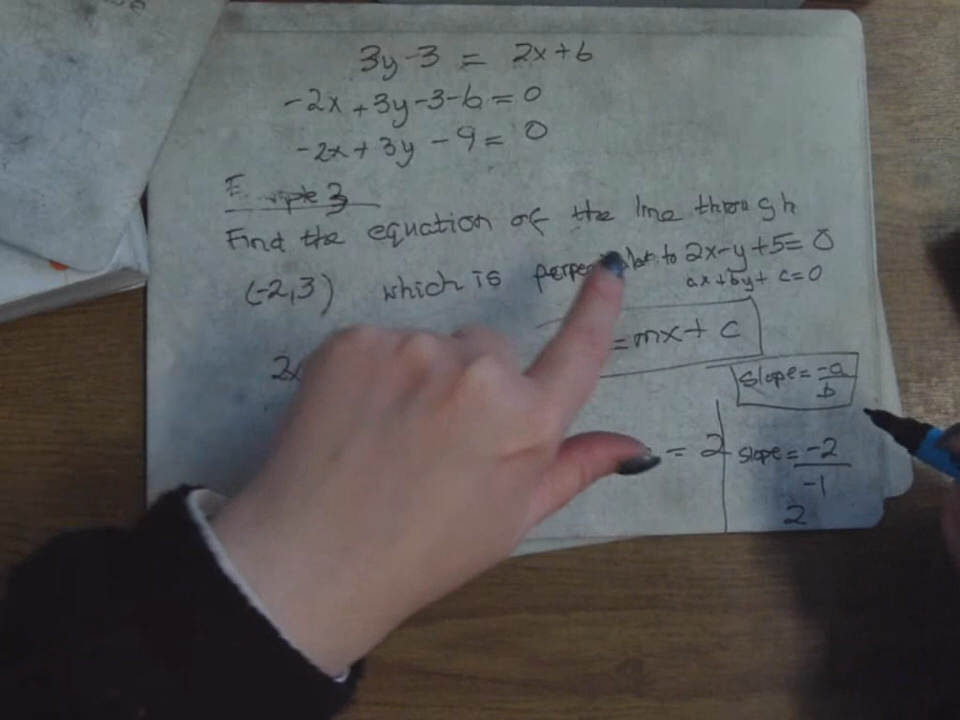 3y-3 = 2x+6
-2x+3y-3-6=0
-2x+3y-9=0
3
Find the equation of the line through
(-2,3) which is to 2x-y+5=0
ax+by+c=0
=mx+c
slope=-a/b
= 2
slope=-2/-1
2